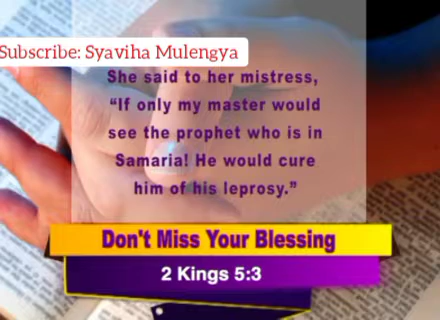 Subscribe: Syaviha Mulengya
She said to her mistress,
“If only my master would
see the prophet who is in
Samaria! He would cure
him of his leprosy.”
Don't Miss Your Blessing
2 Kings 5:3